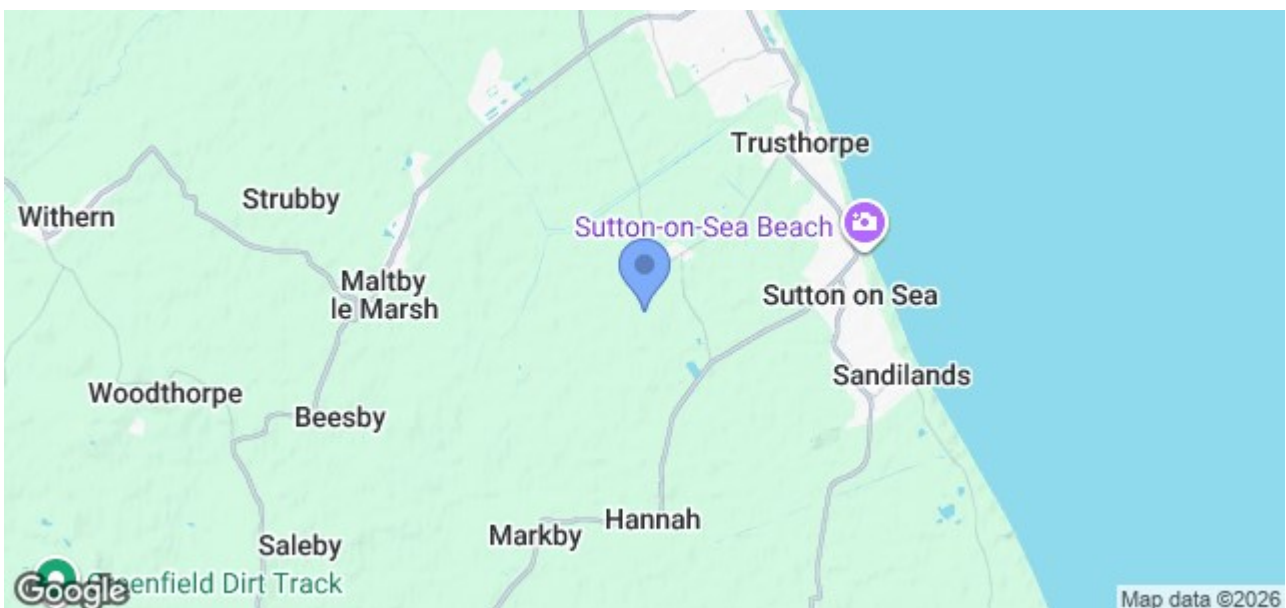 Trusthorpe
Strubby
Withern
Sutton-on-Sea Beach
Maltby
le Marsh
Sutton on Sea
Sandilands
Woodthorpe
Beesby
Hannah
Markby
Saleby
Google
Dirt Track
Map data ©2026